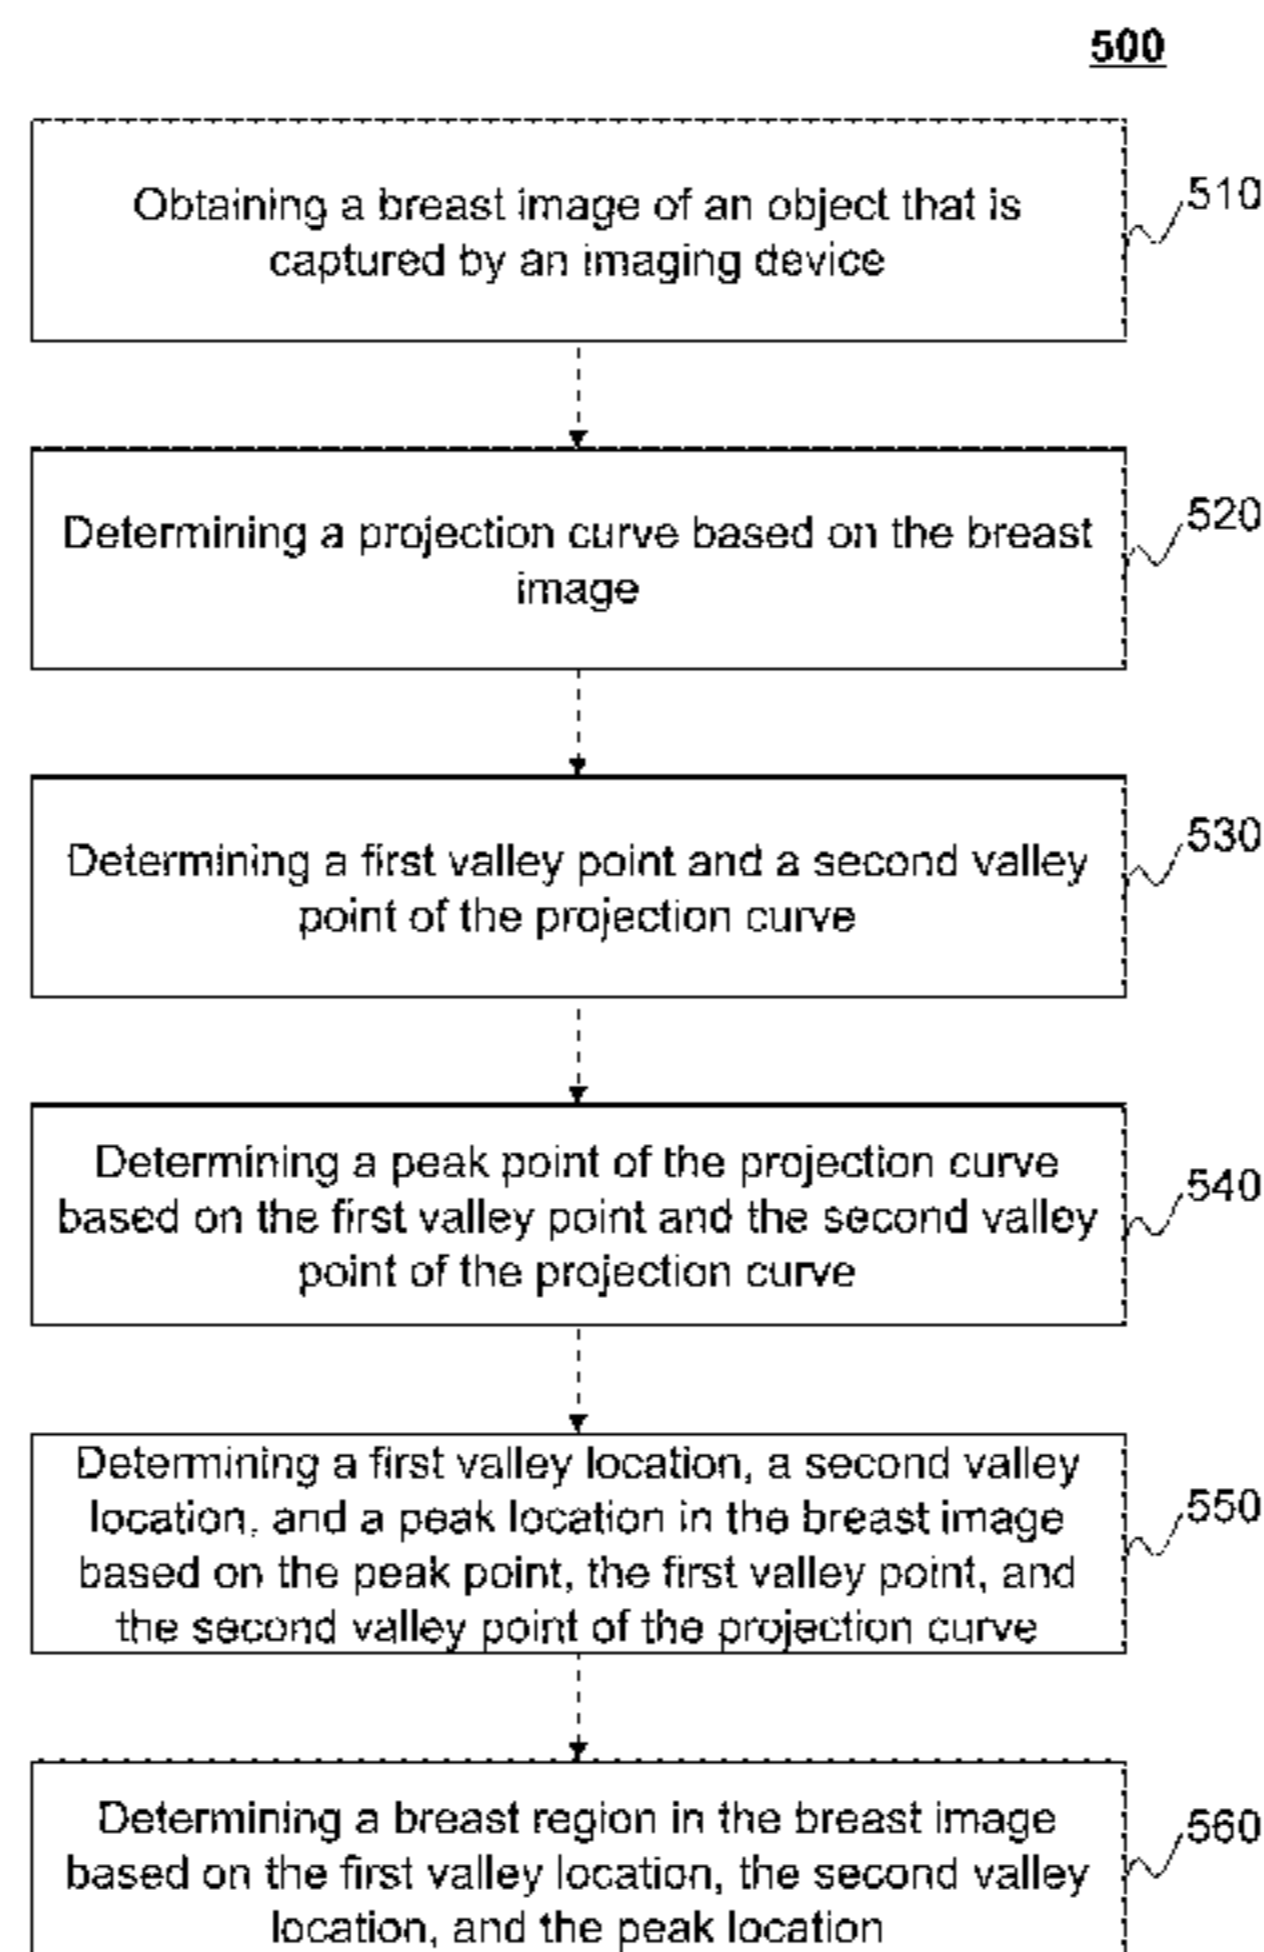 500
Obtaining a breast image of an object that is
captured by an imaging device
510
Determining a projection curve based on the breast
image
520
Determining a first valley point and a second valley
point of the projection curve
530
Determining a peak point of the projection curve
based on the first valley point and the second valley
point of the projection curve
540
Determining a first valley location, a second valley
location, and a peak location in the breast image
based on the peak point, the first valley point, and
the second valley point of the projection curve
550
Determining a breast region in the breast image
based on the first valley location, the second valley
location, and the peak location
560